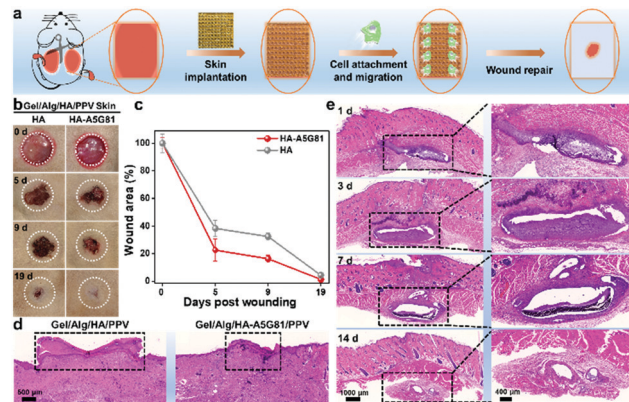 a
Skin
implantation
Cell attachment
and migration
Wound repair
b
Gel/Alg/HA/PPV Skin
HA HA-A5G81
0 d
5 d
9 d
19 d
c
HA-A5G81
HA
Wound area (%)
100
80
60
40
20
0
0 5 9 19
Days post wounding
d
Gel/Alg/HA/PPV
Gel/Alg/HA-A5G81/PPV
500 μm
e
1 d
3 d
7 d
14 d
1000 μm
400 μm